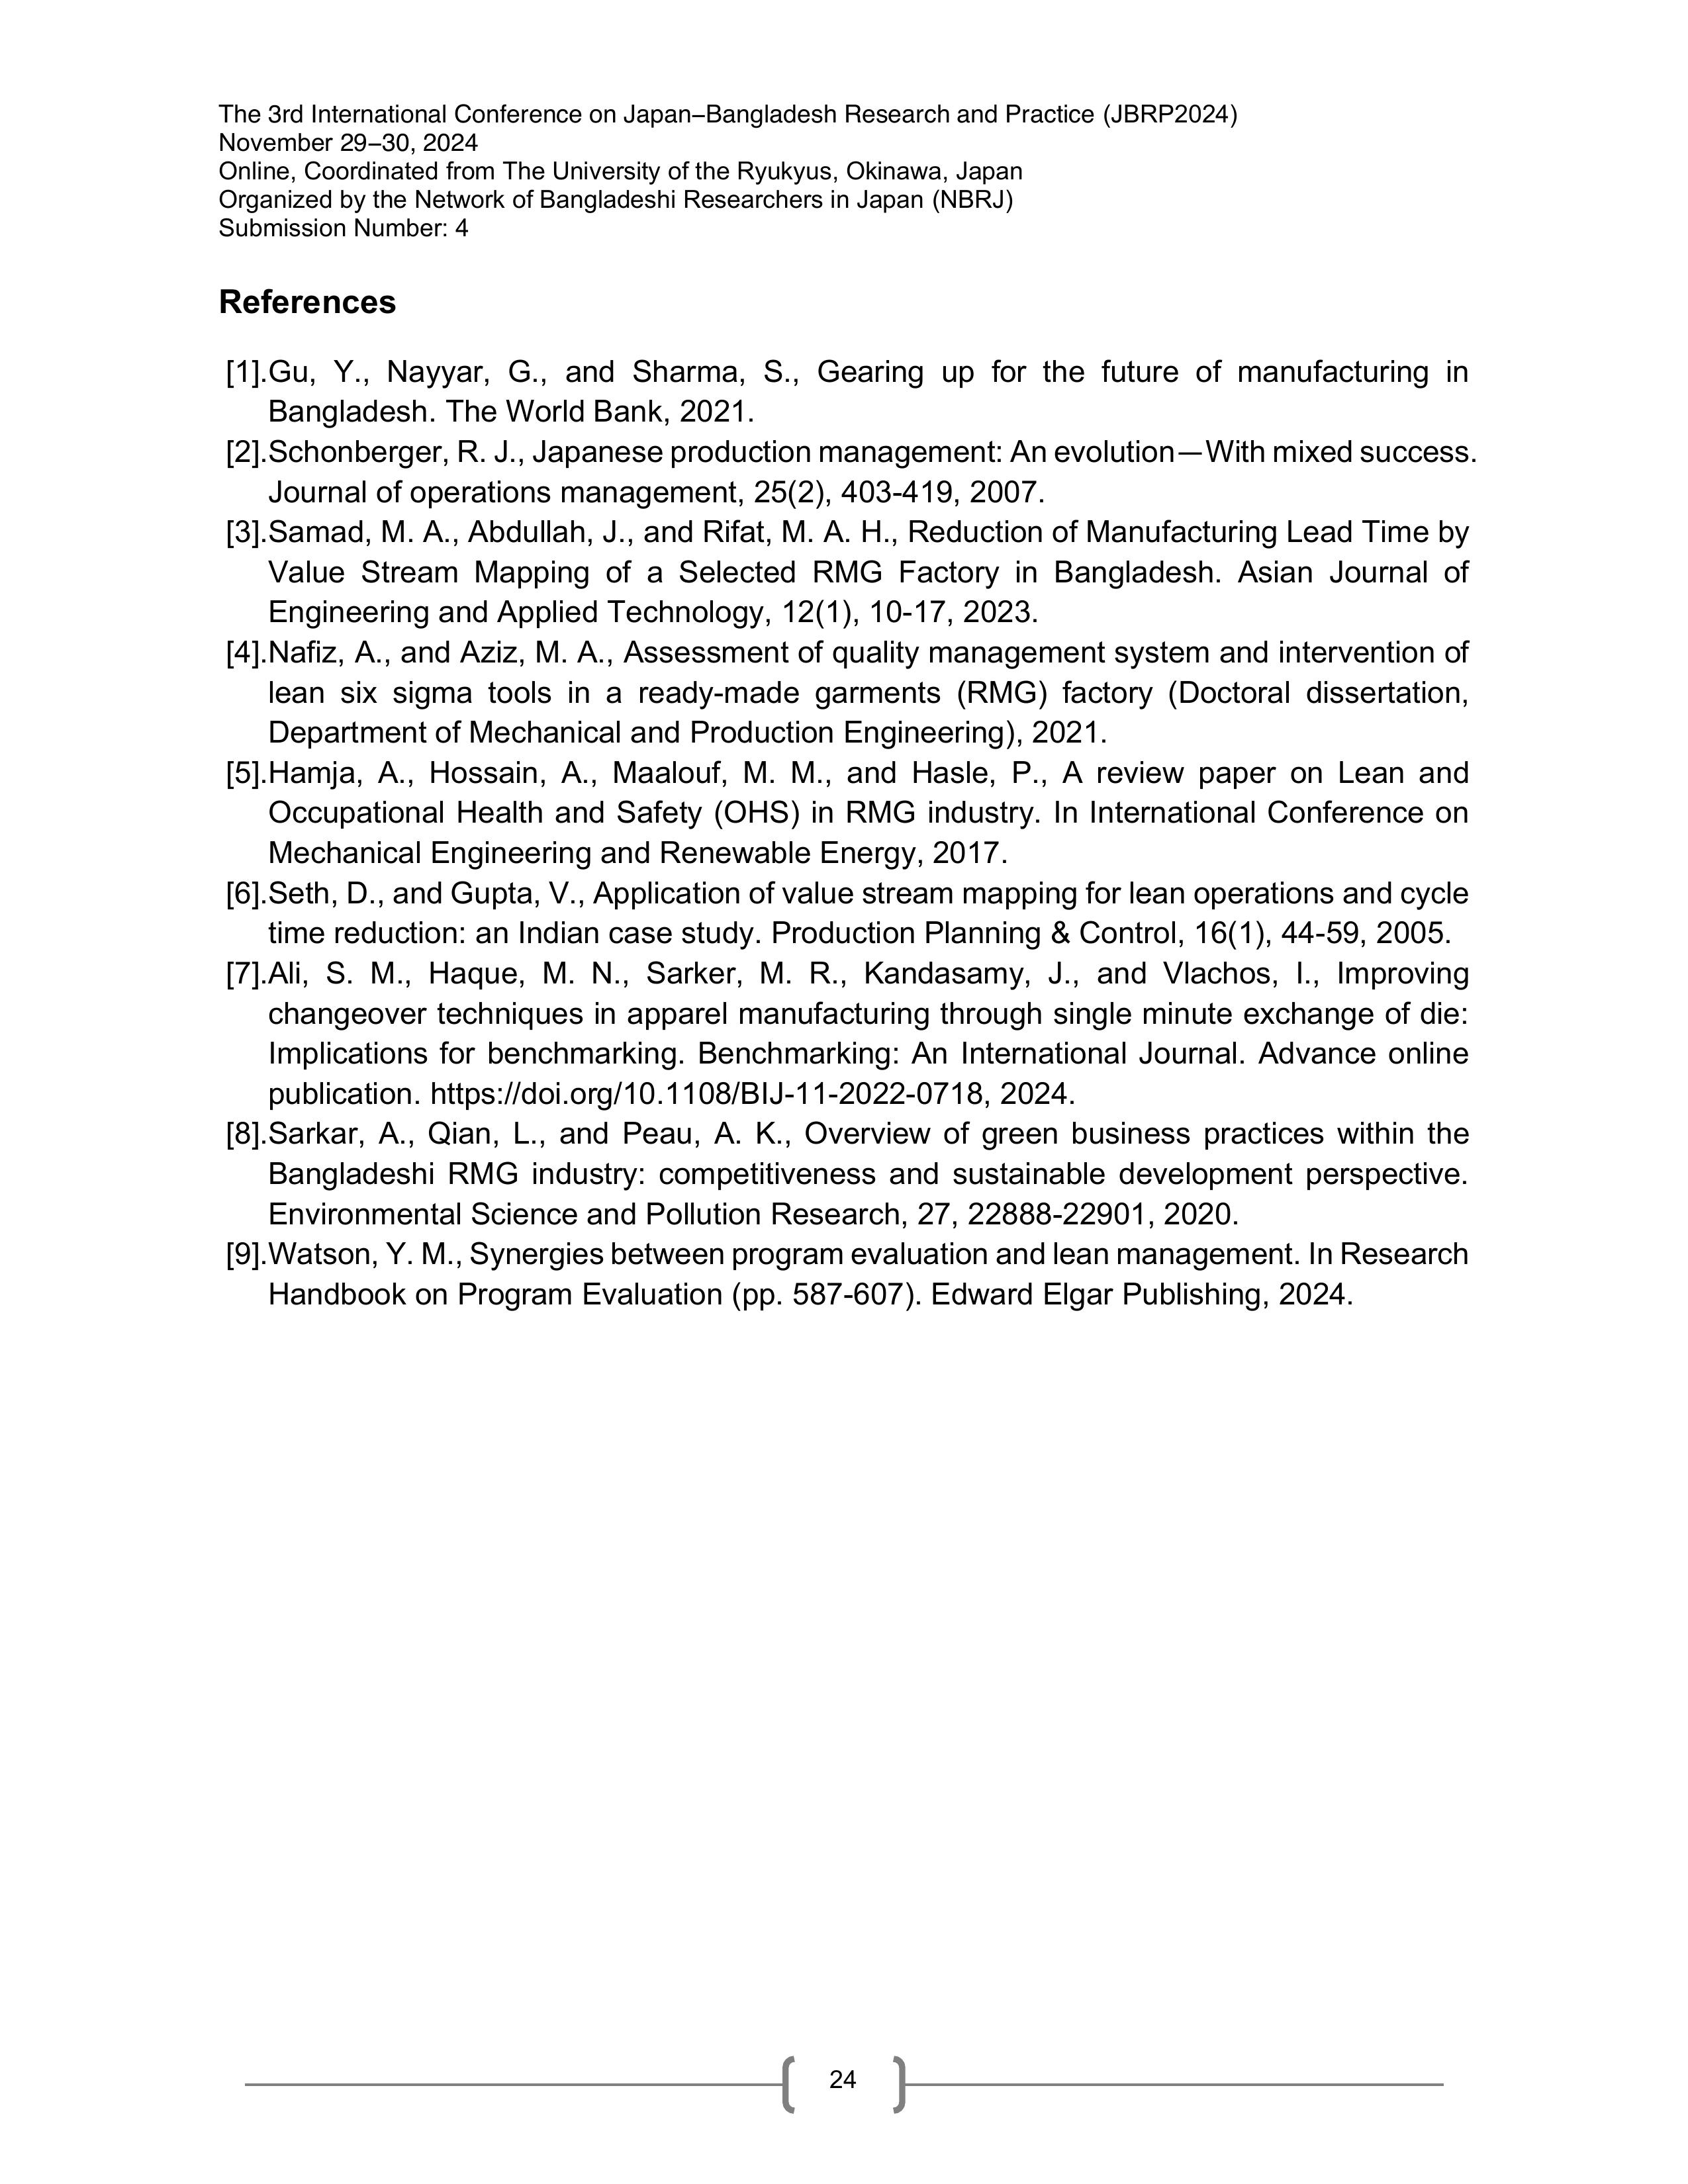 The 3rd International Conference on Japan–Bangladesh Research and Practice (JBRP2024)
November 29–30, 2024
Online, Coordinated from The University of the Ryukyus, Okinawa, Japan
Organized by the Network of Bangladeshi Researchers in Japan (NBRJ)
Submission Number: 4
References
[1].Gu, Y., Nayyar, G., and Sharma, S., Gearing up for the future of manufacturing in
Bangladesh. The World Bank, 2021.
[2].Schonberger, R. J., Japanese production management: An evolution—With mixed success.
Journal of operations management, 25(2), 403-419, 2007.
[3].Samad, M. A., Abdullah, J., and Rifat, M. A. H., Reduction of Manufacturing Lead Time by
Value Stream Mapping of a Selected RMG Factory in Bangladesh. Asian Journal of
Engineering and Applied Technology, 12(1), 10-17, 2023.
[4].Nafiz, A., and Aziz, M. A., Assessment of quality management system and intervention of
lean six sigma tools in a ready-made garments (RMG) factory (Doctoral dissertation,
Department of Mechanical and Production Engineering), 2021.
[5].Hamja, A., Hossain, A., Maalouf, M. M., and Hasle, P., A review paper on Lean and
Occupational Health and Safety (OHS) in RMG industry. In International Conference on
Mechanical Engineering and Renewable Energy, 2017.
[6].Seth, D., and Gupta, V., Application of value stream mapping for lean operations and cycle
time reduction: an Indian case study. Production Planning & Control, 16(1), 44-59, 2005.
[7].Ali, S. M., Haque, M. N., Sarker, M. R., Kandasamy, J., and Vlachos, I., Improving
changeover techniques in apparel manufacturing through single minute exchange of die:
Implications for benchmarking. Benchmarking: An International Journal. Advance online
publication. https://doi.org/10.1108/BIJ-11-2022-0718, 2024.
[8].Sarkar, A., Qian, L., and Peau, A. K., Overview of green business practices within the
Bangladeshi RMG industry: competitiveness and sustainable development perspective.
Environmental Science and Pollution Research, 27, 22888-22901, 2020.
[9].Watson, Y. M., Synergies between program evaluation and lean management. In Research
Handbook on Program Evaluation (pp. 587-607). Edward Elgar Publishing, 2024.
24